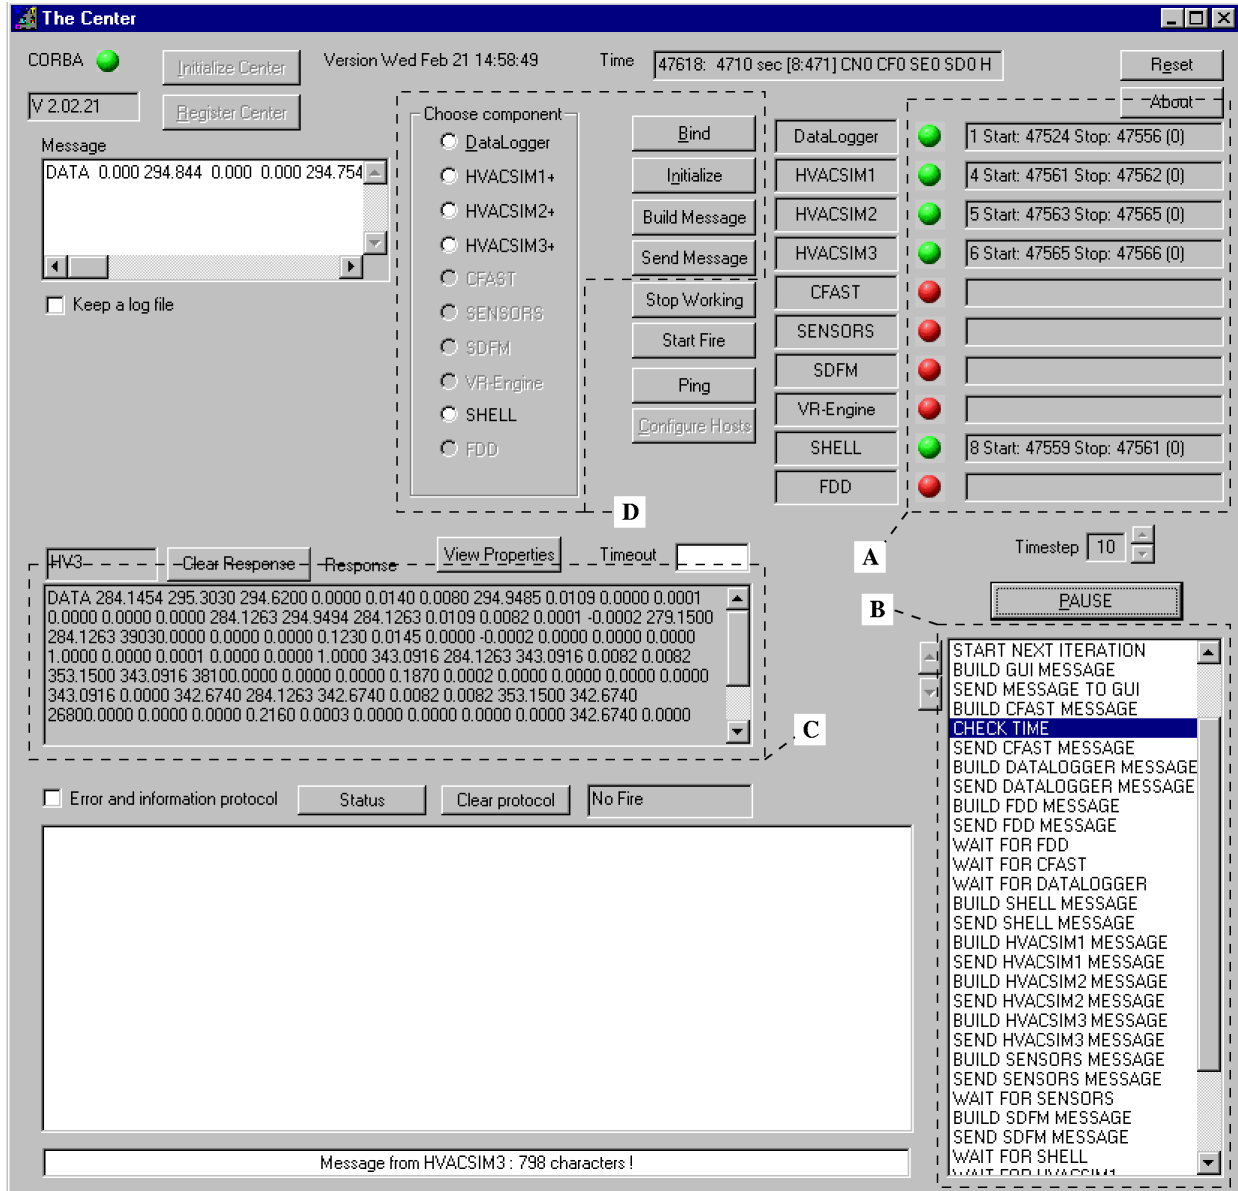 The Center
CORBA
Initialize Center
Version Wed Feb 21 14:58:49
Time
47618: 4710 sec [8:471] CN0 CF0 SE0 SD0 H
Reset
V 2.02.21
Register Center
About
Message
DATA 0.000 294.844 0.000 0.000 294.754
Keep a log file
Choose component
DataLogger
HVACSIM1+
HVACSIM2+
HVACSIM3+
CFAST
SENSORS
SDFM
VR-Engine
SHELL
FDD
Bind
Initialize
Build Message
Send Message
Stop Working
Start Fire
Ping
Configure Hosts
DataLogger
1 Start: 47524 Stop: 47556 (0)
HVACSIM1
4 Start: 47561 Stop: 47562 (0)
HVACSIM2
5 Start: 47563 Stop: 47565 (0)
HVACSIM3
6 Start: 47565 Stop: 47566 (0)
CFAST
SENSORS
SDFM
VR-Engine
SHELL
8 Start: 47559 Stop: 47561 (0)
FDD
D
A
Timestep
10
HV3
Clear Response
Response
View Properties
Timeout
PAUSE
B
DATA 284.1454 295.3030 294.6200 0.0000 0.0140 0.0080 294.9485 0.0109 0.0000 0.0001
0.0000 0.0000 0.0000 284.1263 294.9494 284.1263 0.0109 0.0082 0.0001 -0.0002 279.1500
284.1263 39030.0000 0.0000 0.0000 0.1230 0.0145 0.0000 -0.0002 0.0000 0.0000 0.0000
1.0000 0.0000 0.0001 0.0000 0.0000 1.0000 343.0916 284.1263 343.0916 0.0082 0.0082
353.1500 343.0916 38100.0000 0.0000 0.0000 0.1870 0.0002 0.0000 0.0000 0.0000 0.0000
343.0916 0.0000 342.6740 284.1263 342.6740 0.0082 0.0082 353.1500 342.6740
26800.0000 0.0000 0.0000 0.2160 0.0003 0.0000 0.0000 0.0000 0.0000 342.6740 0.0000
C
Error and information protocol
Status
Clear protocol
No Fire
START NEXT ITERATION
BUILD GUI MESSAGE
SEND MESSAGE TO GUI
BUILD CFAST MESSAGE
CHECK TIME
SEND CFAST MESSAGE
BUILD DATALOGGER MESSAGE
SEND DATALOGGER MESSAGE
BUILD FDD MESSAGE
SEND FDD MESSAGE
WAIT FOR FDD
WAIT FOR CFAST
WAIT FOR DATALOGGER
BUILD SHELL MESSAGE
SEND SHELL MESSAGE
BUILD HVACSIM1 MESSAGE
SEND HVACSIM1 MESSAGE
BUILD HVACSIM2 MESSAGE
SEND HVACSIM2 MESSAGE
BUILD HVACSIM3 MESSAGE
SEND HVACSIM3 MESSAGE
BUILD SENSORS MESSAGE
SEND SENSORS MESSAGE
WAIT FOR SENSORS
BUILD SDFM MESSAGE
SEND SDFM MESSAGE
WAIT FOR SHELL
WAIT FOR HVACSIM1
Message from HVACSIM3 : 798 characters !